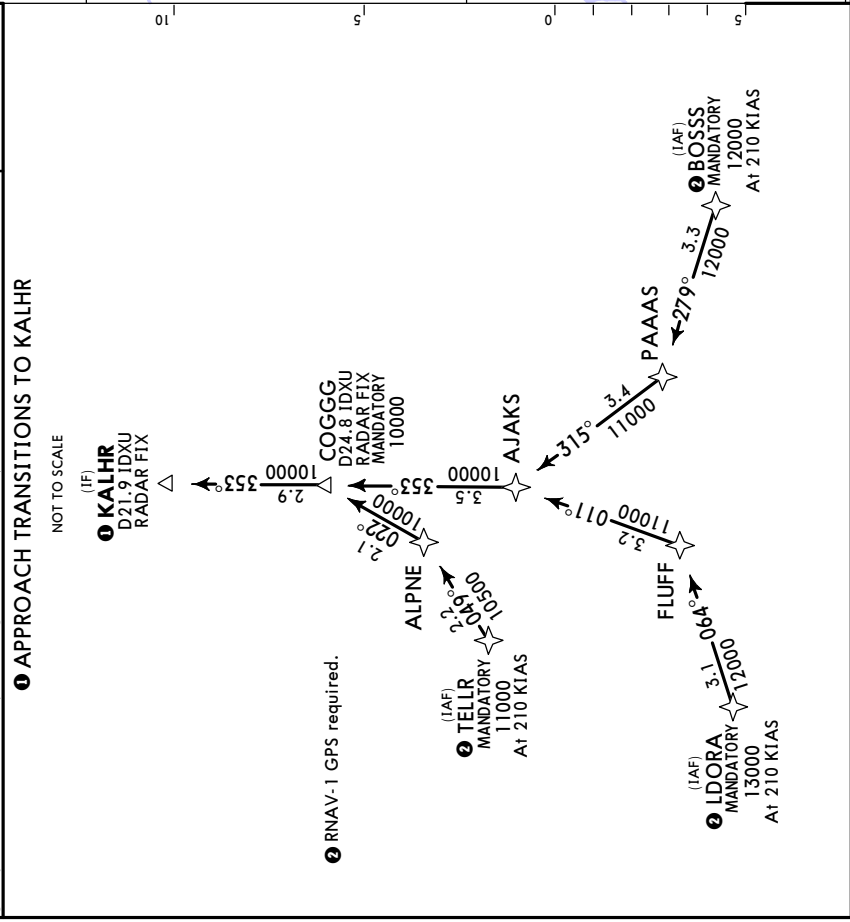 10
5
0
5
❶ APPROACH TRANSITIONS TO KALHR
NOT TO SCALE
(IF)
❶ KALHR
D21.9 IDXU
RADAR FIX
353°
10000
2.9
COGGG
D24.8 IDXU
RADAR FIX
MANDATORY
10000
353°
10000
3.5
AJAKS
022°
10000
2.1
ALPNE
049°
10500
2.2
(IAF)
❷ TELLR
MANDATORY
11000
At 210 KIAS
❷ RNAV-1 GPS required.
315°
3.4
11000
PAAAS
279°
3.3
12000
(IAF)
❷ BOSSS
MANDATORY
12000
At 210 KIAS
011°
11000
3.2
FLUFF
064°
3.1
12000
(IAF)
❷ LDORA
MANDATORY
13000
At 210 KIAS